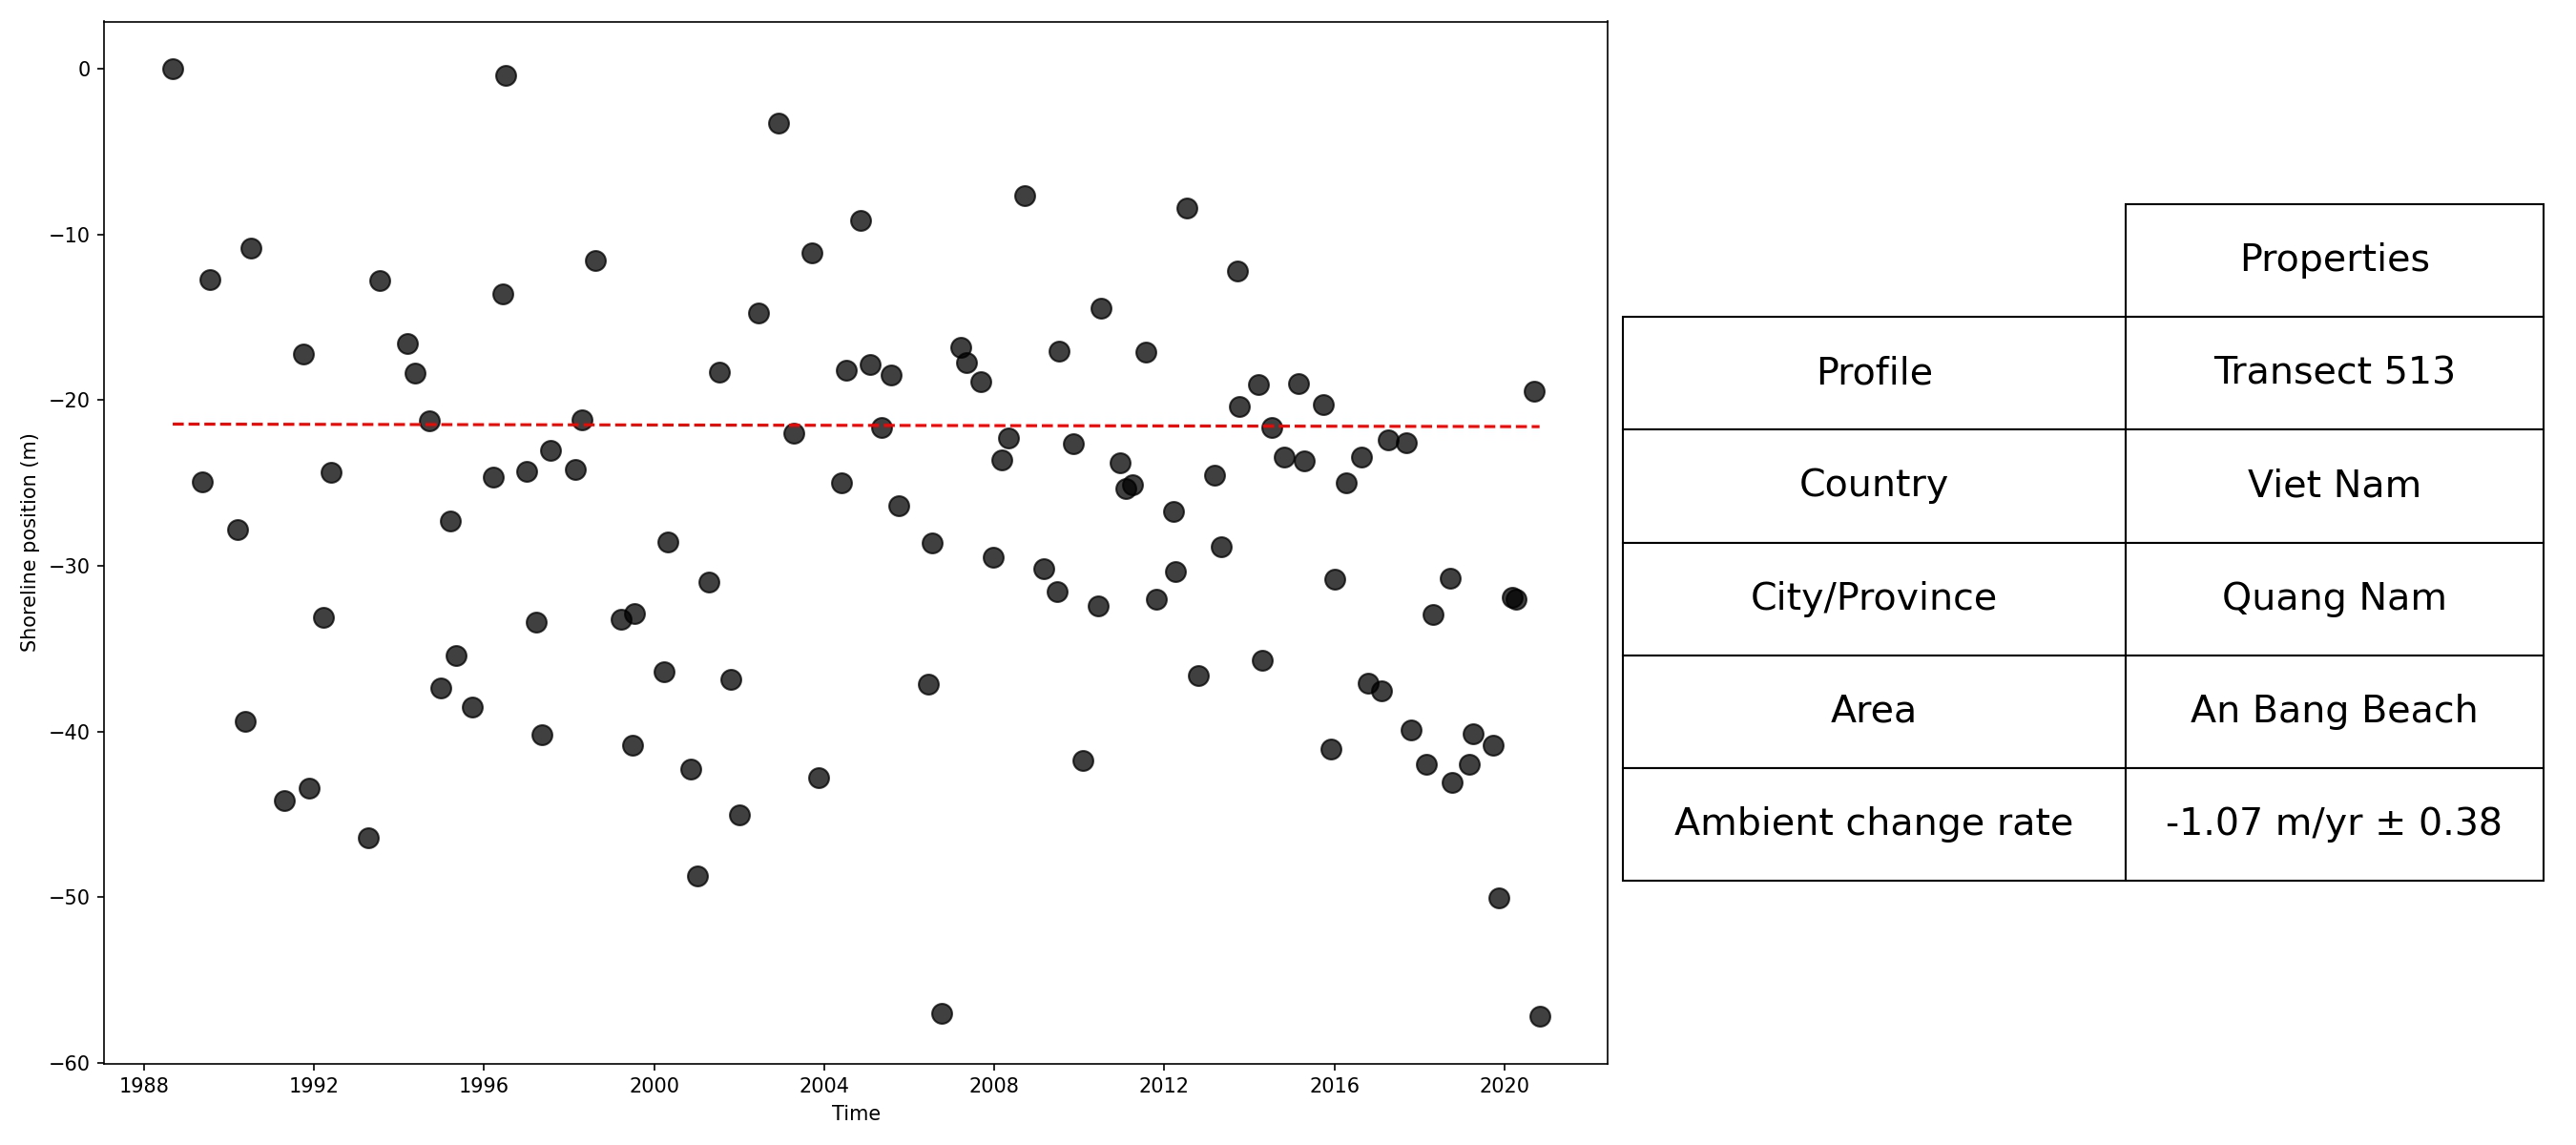 0
−10
−20
−30
−40
−50
−60
Shoreline position (m)
1988 1992 1996 2000 2004 2008 2012 2016 2020
Time
Properties
Profile Transect 513
Country Viet Nam
City/Province Quang Nam
Area An Bang Beach
Ambient change rate -1.07 m/yr ± 0.38